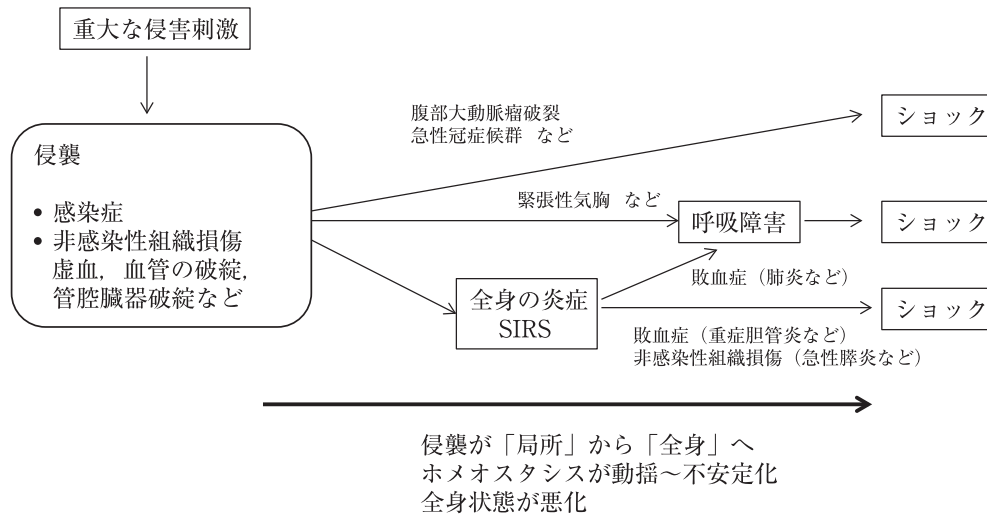 重大な侵害刺激
侵襲
• 感染症
• 非感染性組織損傷
虚血，血管の破綻，
管腔臓器破綻など
腹部大動脈瘤破裂
急性冠症候群 など
ショック
緊張性気胸 など
呼吸障害
ショック
敗血症（肺炎など）
全身の炎症
SIRS
ショック
敗血症（重症胆管炎など）
非感染性組織損傷（急性膵炎など）
侵襲が「局所」から「全身」へ
ホメオスタシスが動揺～不安定化
全身状態が悪化